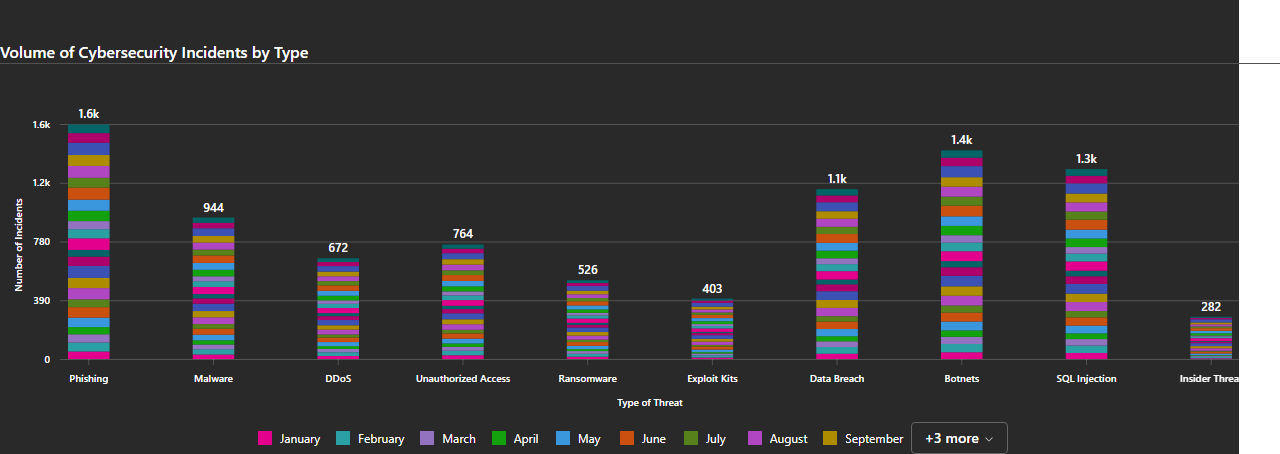 Volume of Cybersecurity Incidents by Type
1.6k
944
672
764
526
403
1.1k
1.4k
1.3k
282
1.6k
1.2k
780
390
0
Number of Incidents
Phishing
Malware
DDoS
Unauthorized Access
Ransomware
Exploit Kits
Data Breach
Botnets
SQL Injection
Insider Threa
Type of Threat
January
February
March
April
May
June
July
August
September
+3 more